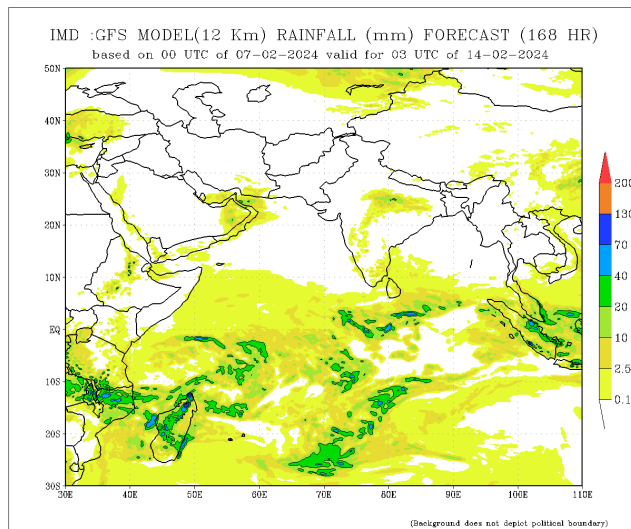 IMD :GFS MODEL(12 Km) RAINFALL (mm) FORECAST (168 HR)
based on 00 UTC of 07-02-2024 valid for 03 UTC of 14-02-2024
50N
40N
30N
20N
10N
EQ
10S
20S
30S
30E 40E 50E 60E 70E 80E 90E 100E 110E
200
130
70
40
20
10
2.5
0.1
(Background does not depict political boundary)